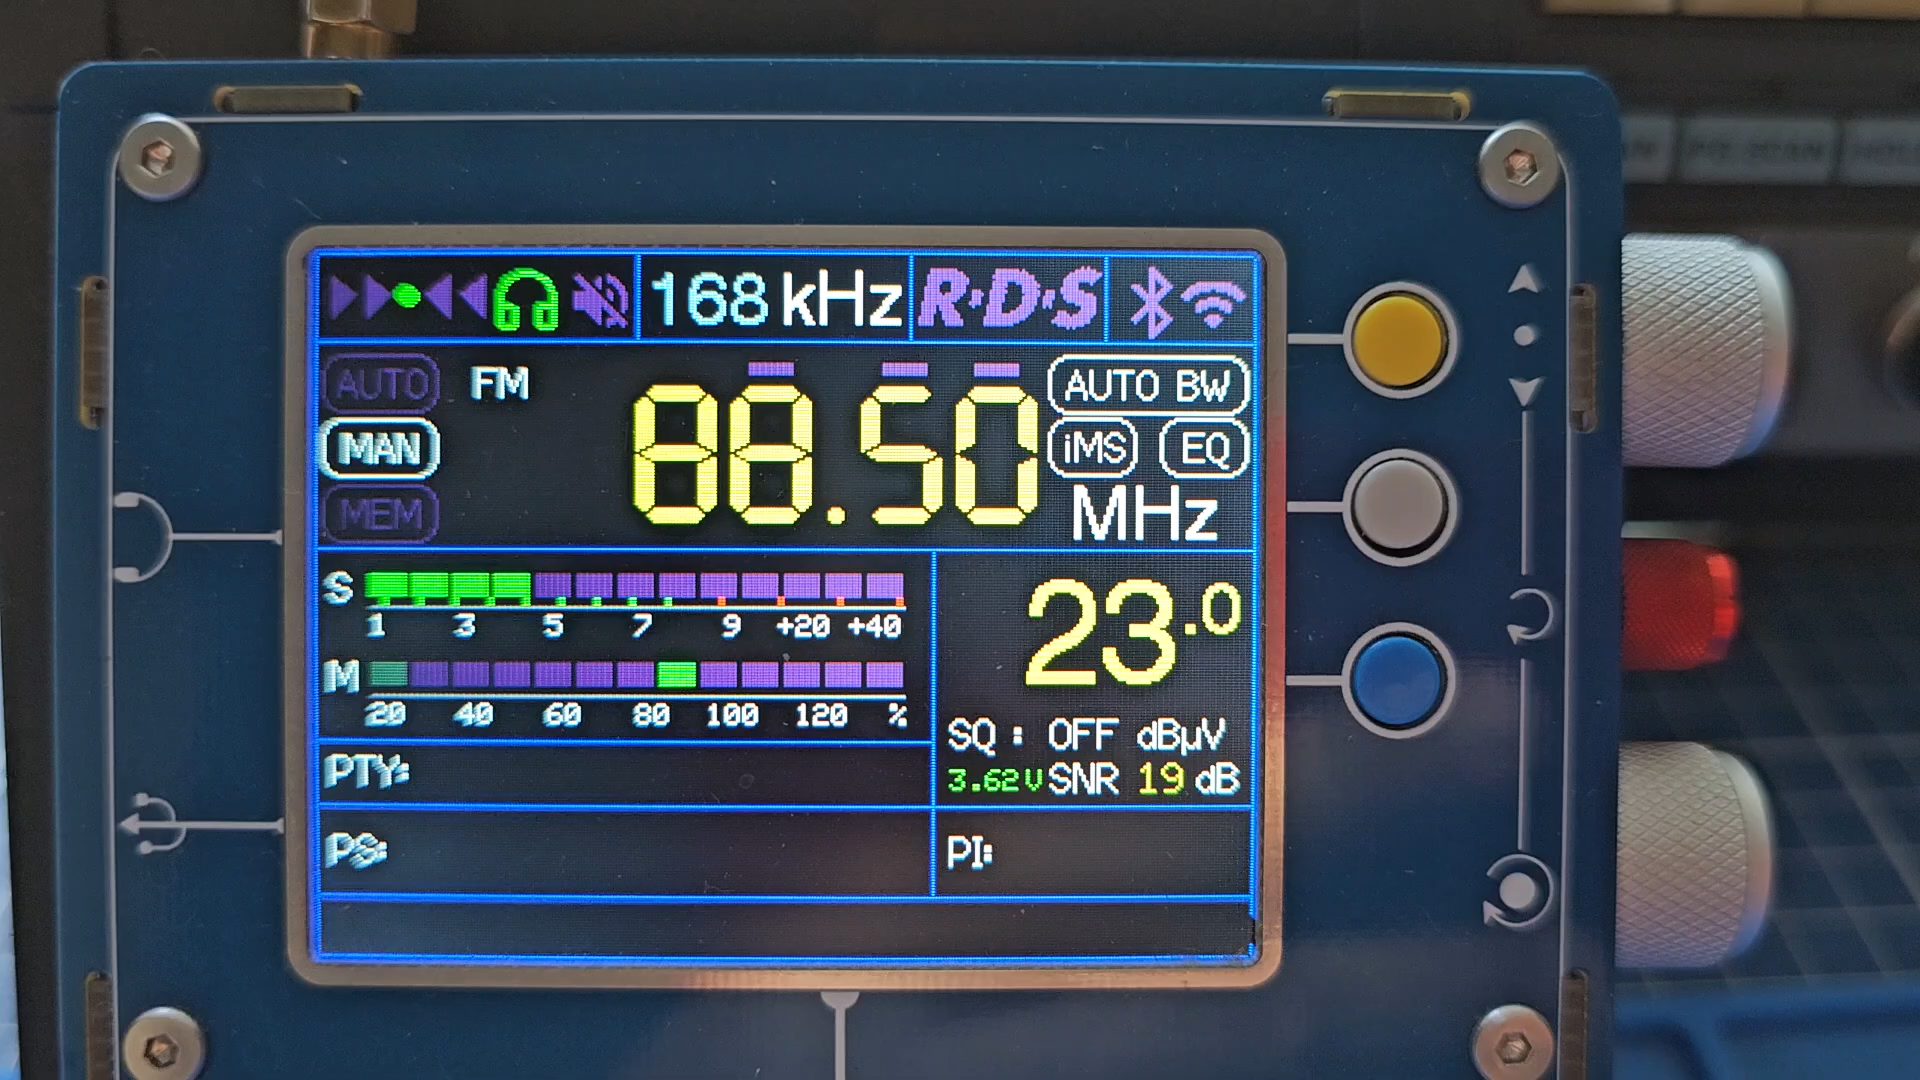 168 kHz R·D·S
AUTO FM 88.50 AUTO BW
MAN iMS EQ
MEM MHz
S
1 3 5 7 9 +20 +40
23.0
M
20 40 60 80 100 120 %
SQ : OFF dBµV
PTY:
3.62V SNR 19 dB
PS: PI: